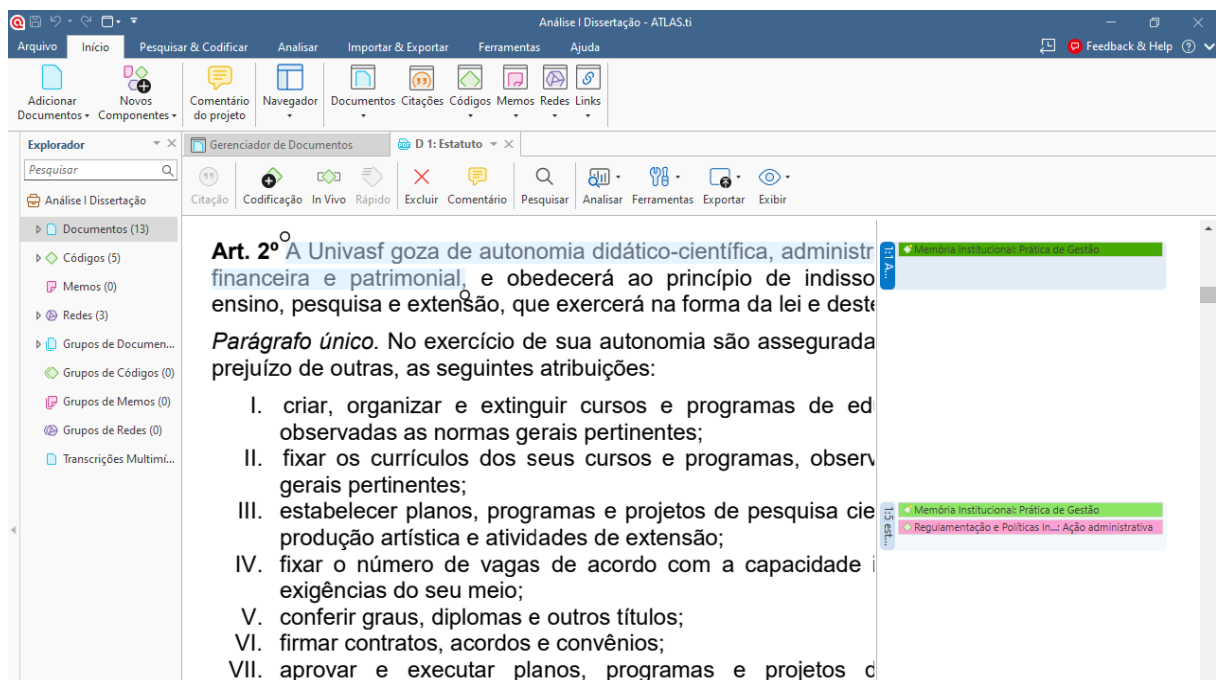 Análise I Dissertação - ATLAS.ti
Arquivo Início Pesquisar & Codificar Analisar Importar & Exportar Ferramentas Ajuda Feedback & Help
Adicionar Documentos Novos Componentes Comentário do projeto Navegador Documentos Citações Códigos Memos Redes Links
Explorador
Gerenciador de Documentos D 1: Estatuto
Pesquisar
Citação Codificação In Vivo Rápido Excluir Comentário Pesquisar Analisar Ferramentas Exportar Exibir
Análise I Dissertação
Documentos (13)
Códigos (5)
Memos (0)
Redes (3)
Grupos de Documen...
Grupos de Códigos (0)
Grupos de Memos (0)
Grupos de Redes (0)
Transcrições Multimí...
Art. 2º A Univasf goza de autonomia didático-científica, administr
financeira e patrimonial, e obedecerá ao princípio de indisso
ensino, pesquisa e extensão, que exercerá na forma da lei e deste
Parágrafo único. No exercício de sua autonomia são assegurada
prejuízo de outras, as seguintes atribuições:
I. criar, organizar e extinguir cursos e programas de ed
observadas as normas gerais pertinentes;
II. fixar os currículos dos seus cursos e programas, observ
gerais pertinentes;
III. estabelecer planos, programas e projetos de pesquisa cie
produção artística e atividades de extensão;
IV. fixar o número de vagas de acordo com a capacidade
exigências do seu meio;
V. conferir graus, diplomas e outros títulos;
VI. firmar contratos, acordos e convênios;
VII. aprovar e executar planos, programas e projetos d
1:1 A...
Memória Institucional: Prática de Gestão
1:5 est...
Memória Institucional: Prática de Gestão
Regulamentação e Políticas In...: Ação administrativa